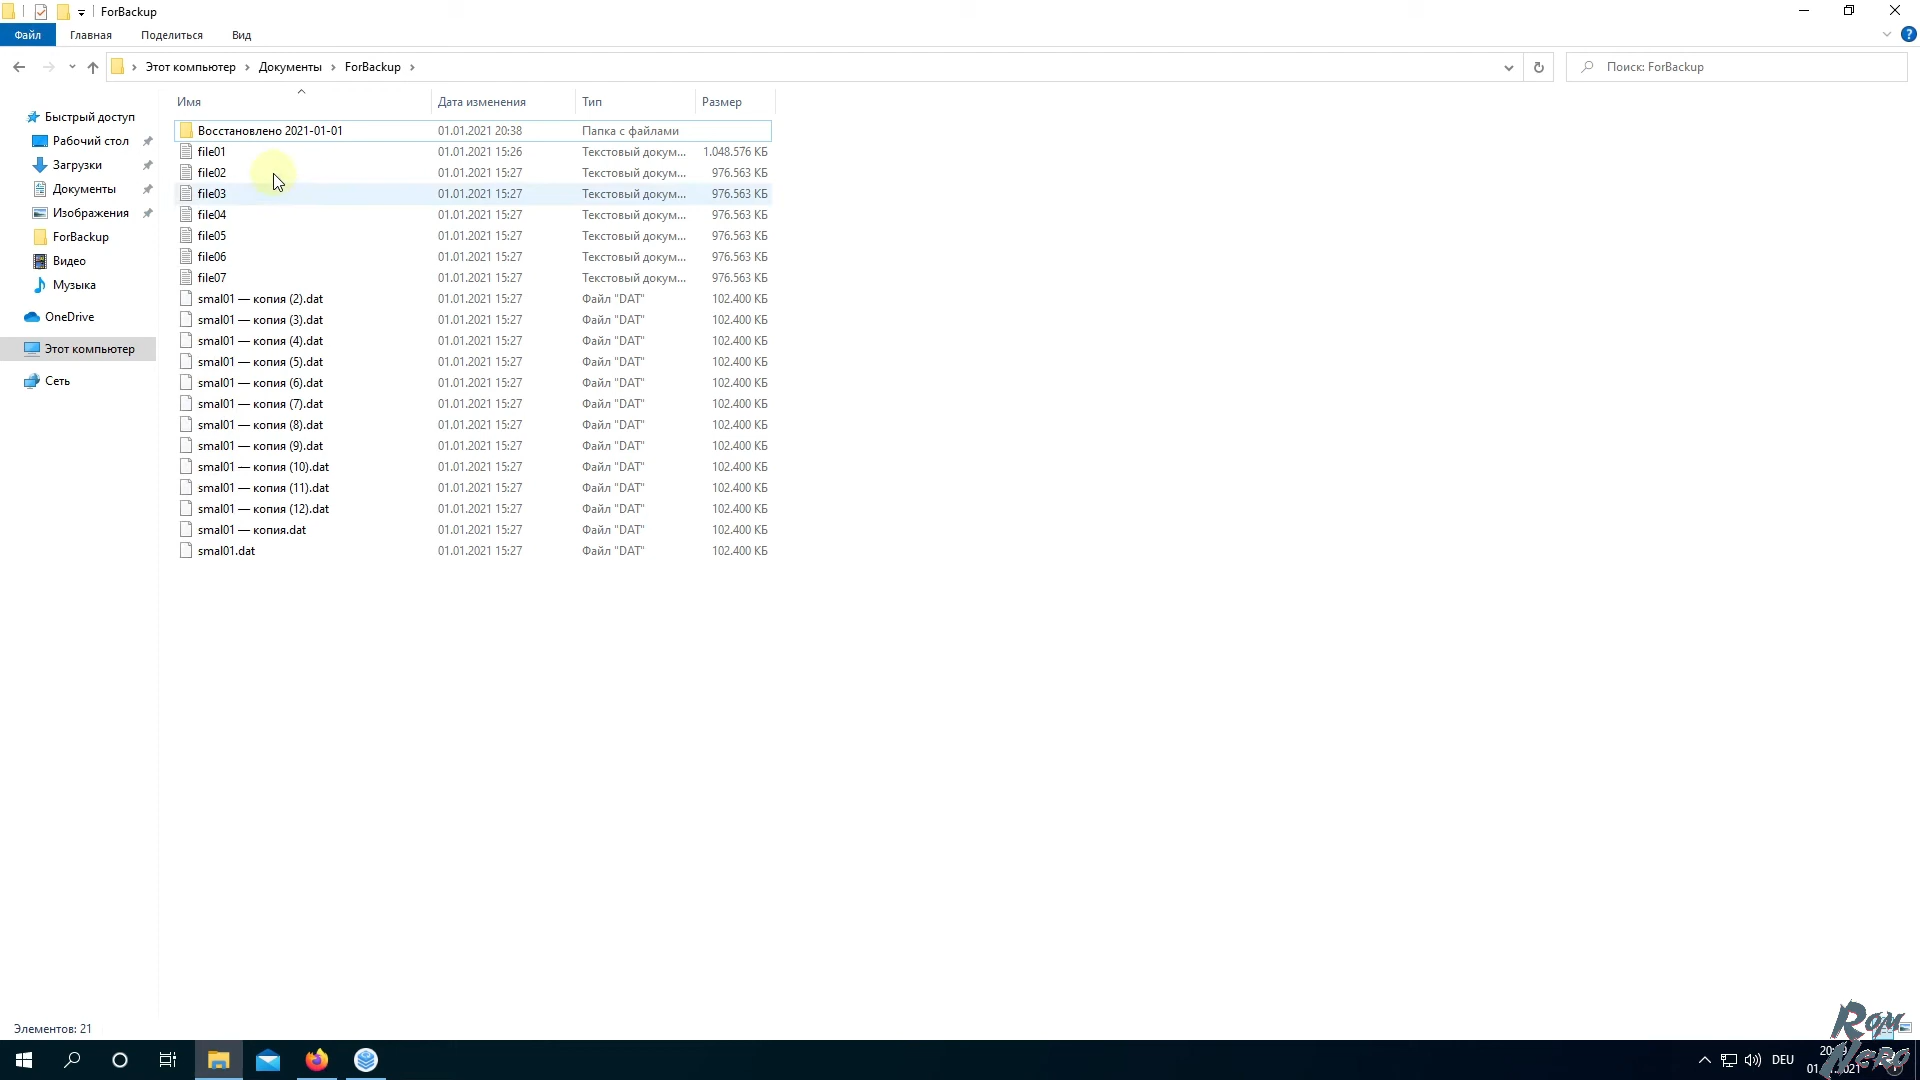 ForBackup
Файл Главная Поделиться Вид
Этот компьютер Документы ForBackup
Поиск: ForBackup
Быстрый доступ
Рабочий стол
Загрузки
Документы
Изображения
ForBackup
Видео
Музыка
OneDrive
Этот компьютер
Сеть
Имя Дата изменения Тип Размер
Восстановлено 2021-01-01 01.01.2021 20:38 Папка с файлами
file01 01.01.2021 15:26 Текстовый докум... 1.048.576 КБ
file02 01.01.2021 15:27 Текстовый докум... 976.563 КБ
file03 01.01.2021 15:27 Текстовый докум... 976.563 КБ
file04 01.01.2021 15:27 Текстовый докум... 976.563 КБ
file05 01.01.2021 15:27 Текстовый докум... 976.563 КБ
file06 01.01.2021 15:27 Текстовый докум... 976.563 КБ
file07 01.01.2021 15:27 Текстовый докум... 976.563 КБ
smal01 — копия (2).dat 01.01.2021 15:27 Файл "DAT" 102.400 КБ
smal01 — копия (3).dat 01.01.2021 15:27 Файл "DAT" 102.400 КБ
smal01 — копия (4).dat 01.01.2021 15:27 Файл "DAT" 102.400 КБ
smal01 — копия (5).dat 01.01.2021 15:27 Файл "DAT" 102.400 КБ
smal01 — копия (6).dat 01.01.2021 15:27 Файл "DAT" 102.400 КБ
smal01 — копия (7).dat 01.01.2021 15:27 Файл "DAT" 102.400 КБ
smal01 — копия (8).dat 01.01.2021 15:27 Файл "DAT" 102.400 КБ
smal01 — копия (9).dat 01.01.2021 15:27 Файл "DAT" 102.400 КБ
smal01 — копия (10).dat 01.01.2021 15:27 Файл "DAT" 102.400 КБ
smal01 — копия (11).dat 01.01.2021 15:27 Файл "DAT" 102.400 КБ
smal01 — копия (12).dat 01.01.2021 15:27 Файл "DAT" 102.400 КБ
smal01 — копия.dat 01.01.2021 15:27 Файл "DAT" 102.400 КБ
smal01.dat 01.01.2021 15:27 Файл "DAT" 102.400 КБ
Элементов: 21
DEU
Rom
Nero